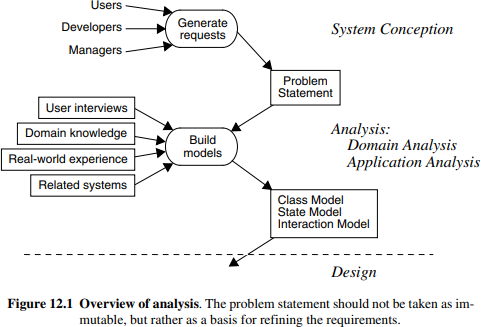 Users
Developers
Managers
Generate
requests
System Conception
Problem
Statement
User interviews
Domain knowledge
Real-world experience
Related systems
Build
models
Analysis:
Domain Analysis
Application Analysis
Class Model
State Model
Interaction Model
Design
Figure 12.1 Overview of analysis. The problem statement should not be taken as im-
mutable, but rather as a basis for refining the requirements.